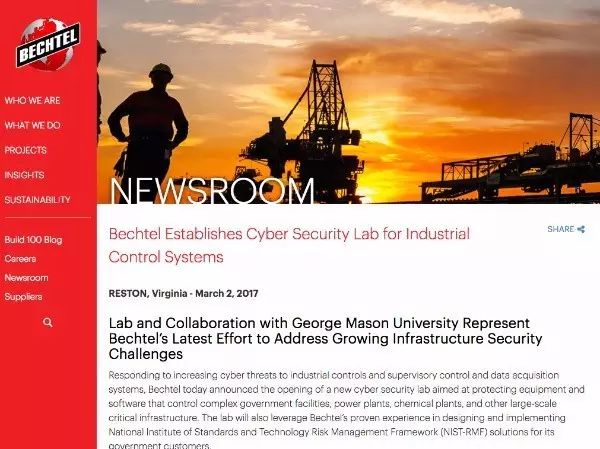 BECHTEL
WHO WE ARE
WHAT WE DO
PROJECTS
INSIGHTS
SUSTAINABILITY
Build 100 Blog
Careers
Newsroom
Suppliers
NEWSROOM
Bechtel Establishes Cyber Security Lab for Industrial
Control Systems
SHARE
RESTON, Virginia - March 2, 2017
Lab and Collaboration with George Mason University Represent
Bechtel's Latest Effort to Address Growing Infrastructure Security
Challenges
Responding to increasing cyber threats to industrial controls and supervisory control and data acquisition
systems, Bechtel today announced the opening of a new cyber security lab aimed at protecting equipment and
software that control complex government facilities, power plants, chemical plants, and other large-scale
critical infrastructure. The lab will also leverage Bechtel's proven experience in designing and implementing
National Institute of Standards and Technology Risk Management Framework (NIST-RMF) solutions for its
government customers.